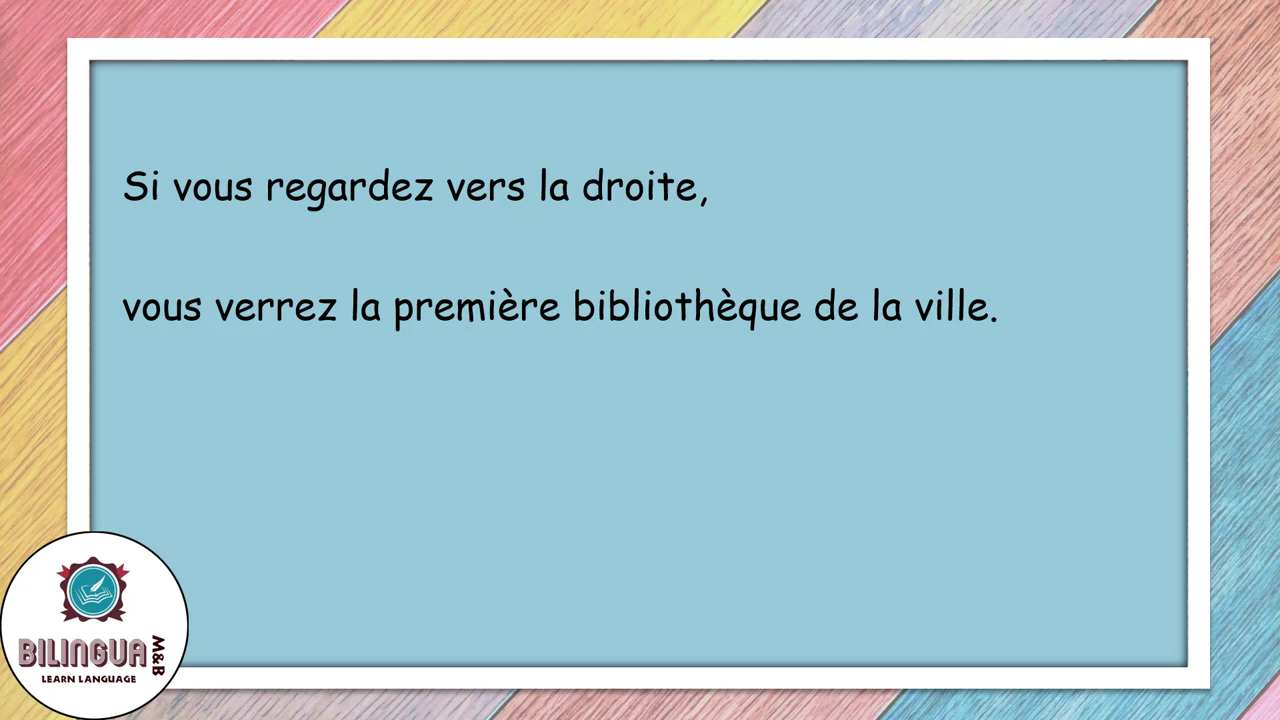 Si vous regardez vers la droite,
vous verrez la première bibliothèque de la ville.
BILINGUA
M&B
LEARN LANGUAGE